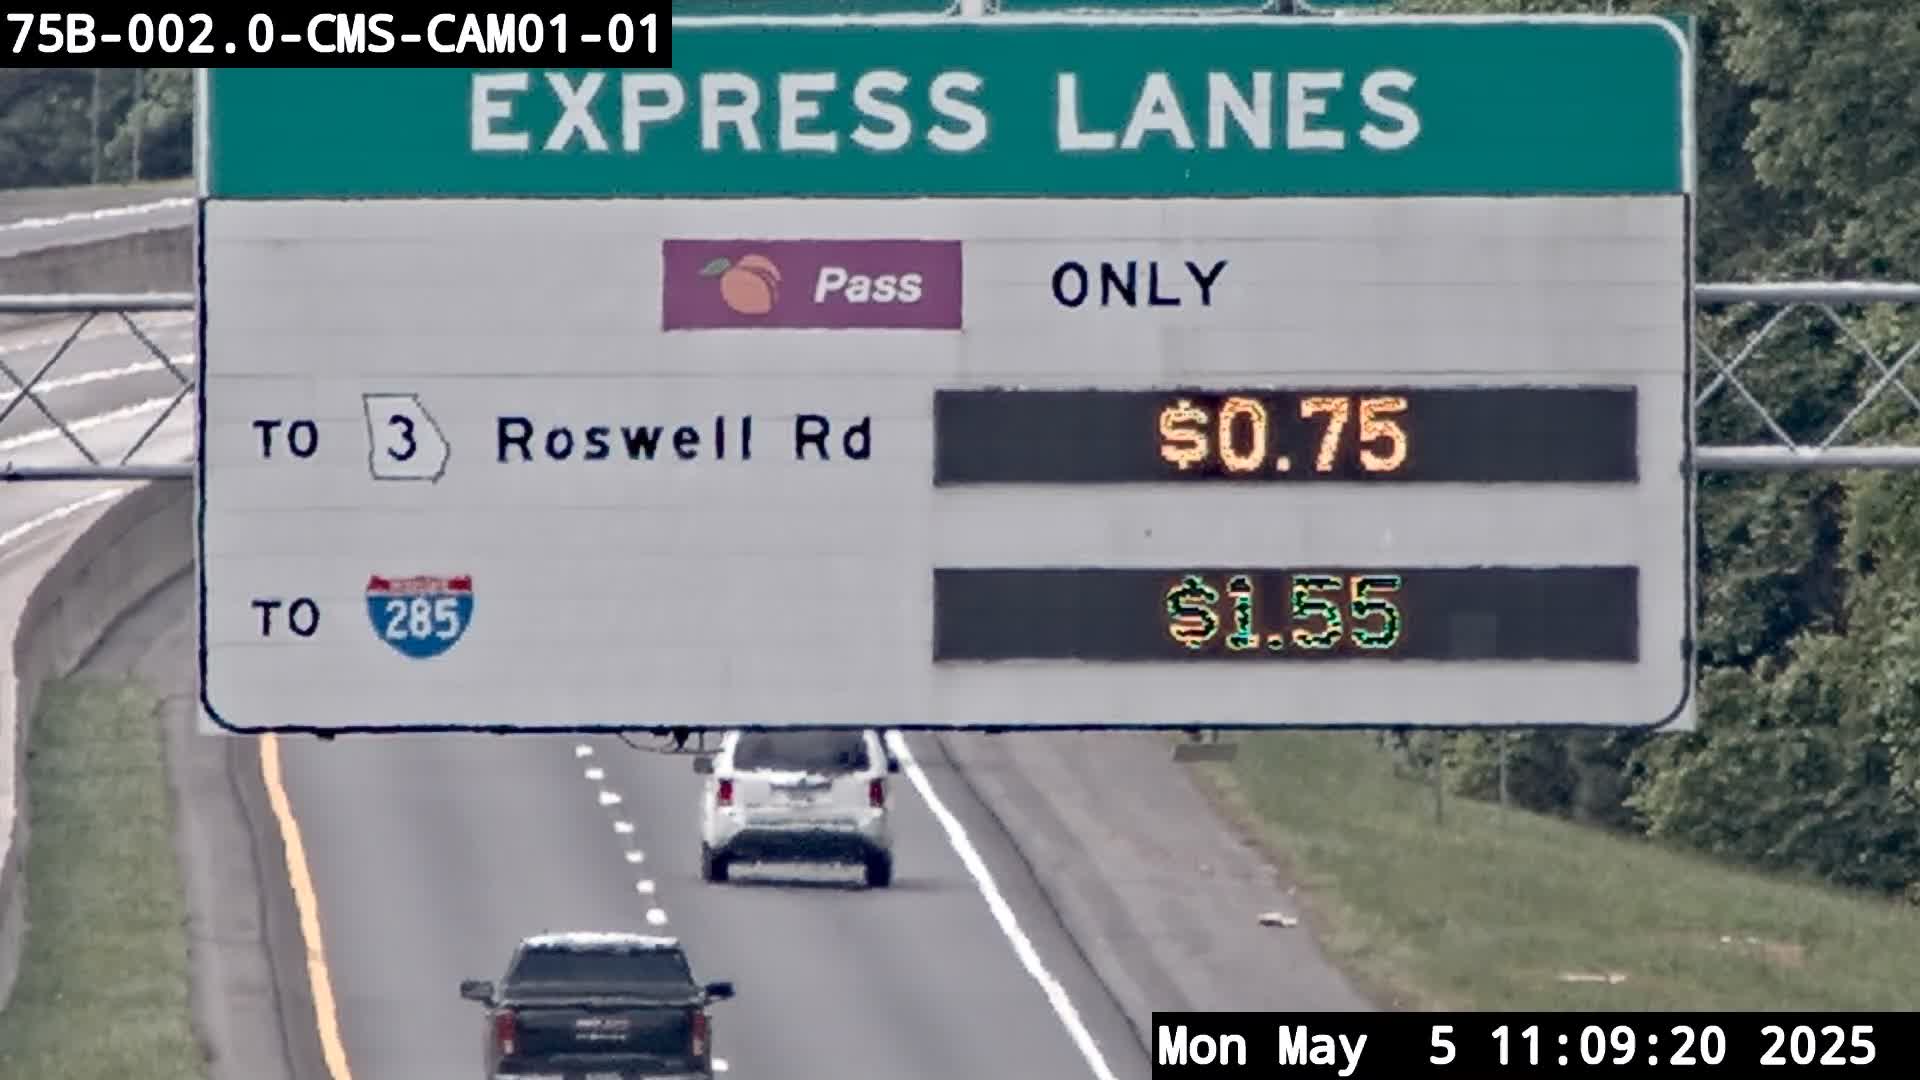 75B-002.0-CMS-CAM01-01
EXPRESS LANES
Pass ONLY
TO 3 Roswell Rd $0.75
TO 285 $1.55
Mon May 5 11:09:20 2025